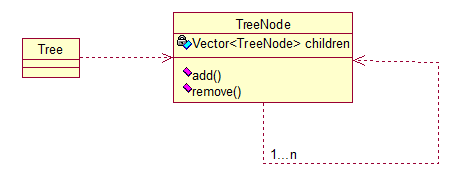 Tree
TreeNode
Vector<TreeNode> children
add()
remove()
1...n